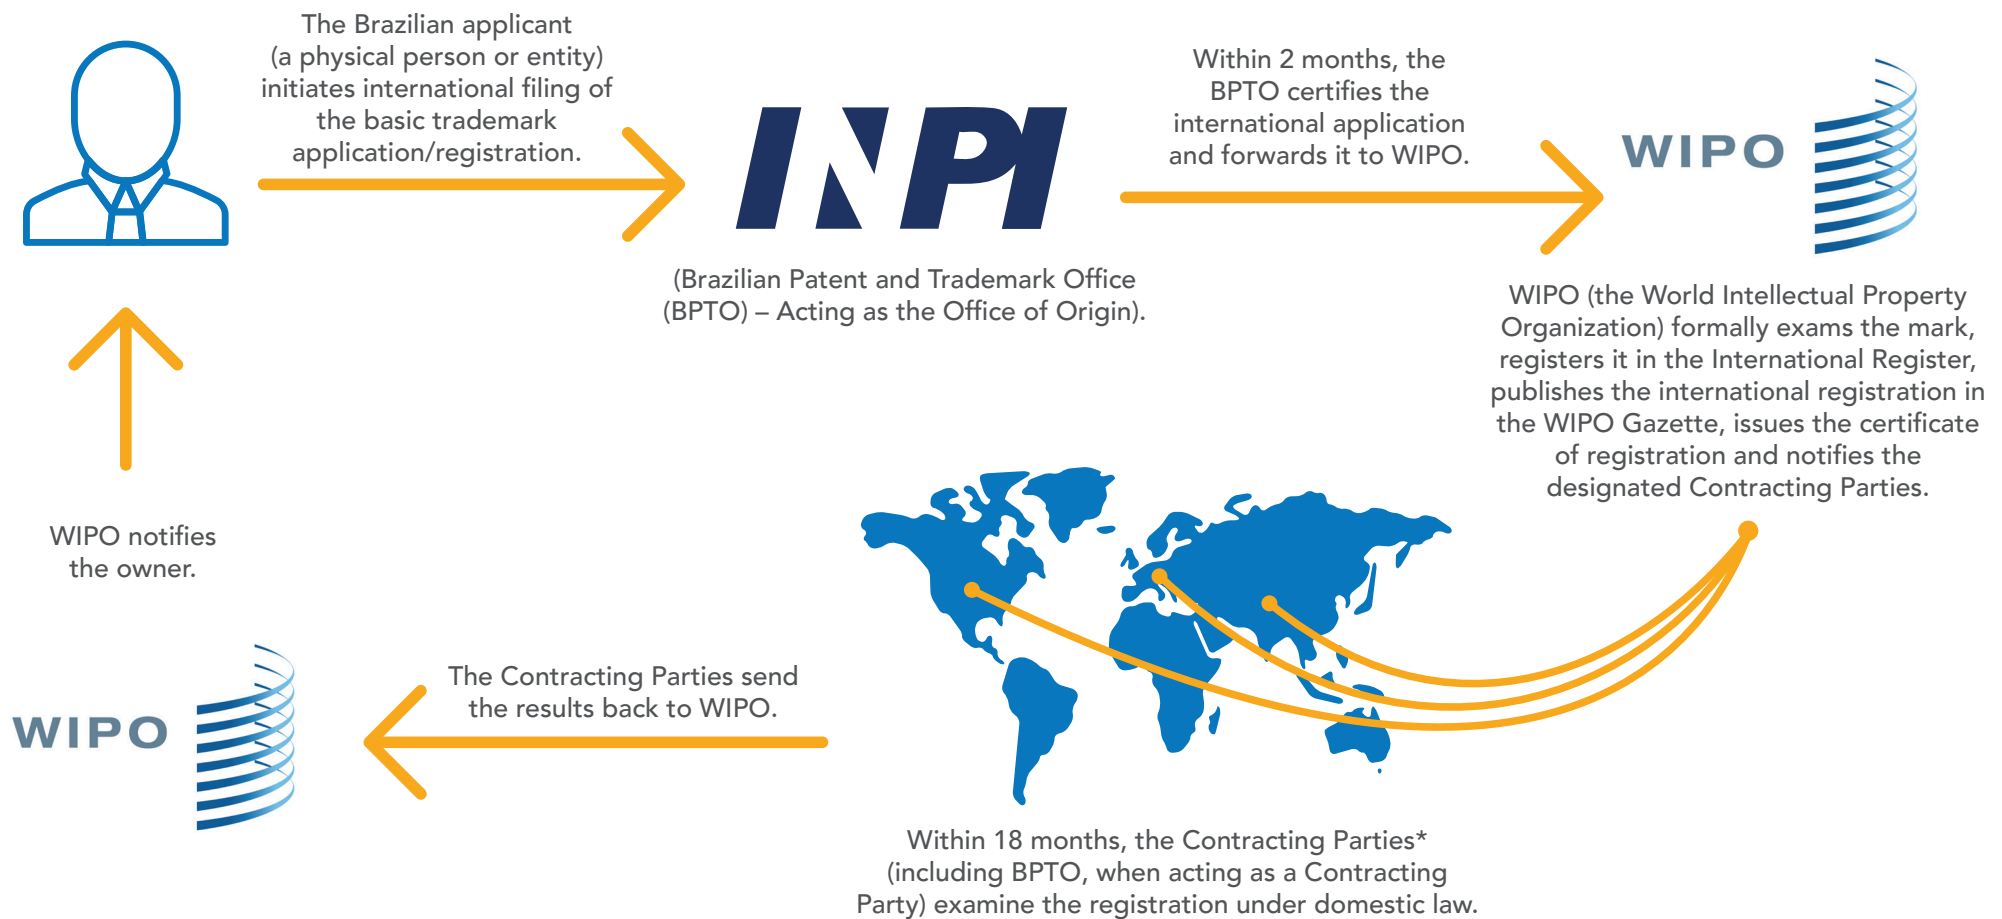 The Brazilian applicant
(a physical person or entity)
initiates international filing of
the basic trademark
application/registration.
INPI
(Brazilian Patent and Trademark Office
(BPTO) – Acting as the Office of Origin).
Within 2 months, the
BPTO certifies the
international application
and forwards it to WIPO.
WIPO
WIPO (the World Intellectual Property
Organization) formally exams the mark,
registers it in the International Register,
publishes the international registration in
the WIPO Gazette, issues the certificate
of registration and notifies the
designated Contracting Parties.
Within 18 months, the Contracting Parties*
(including BPTO, when acting as a Contracting
Party) examine the registration under domestic law.
The Contracting Parties send
the results back to WIPO.
WIPO
WIPO notifies
the owner.